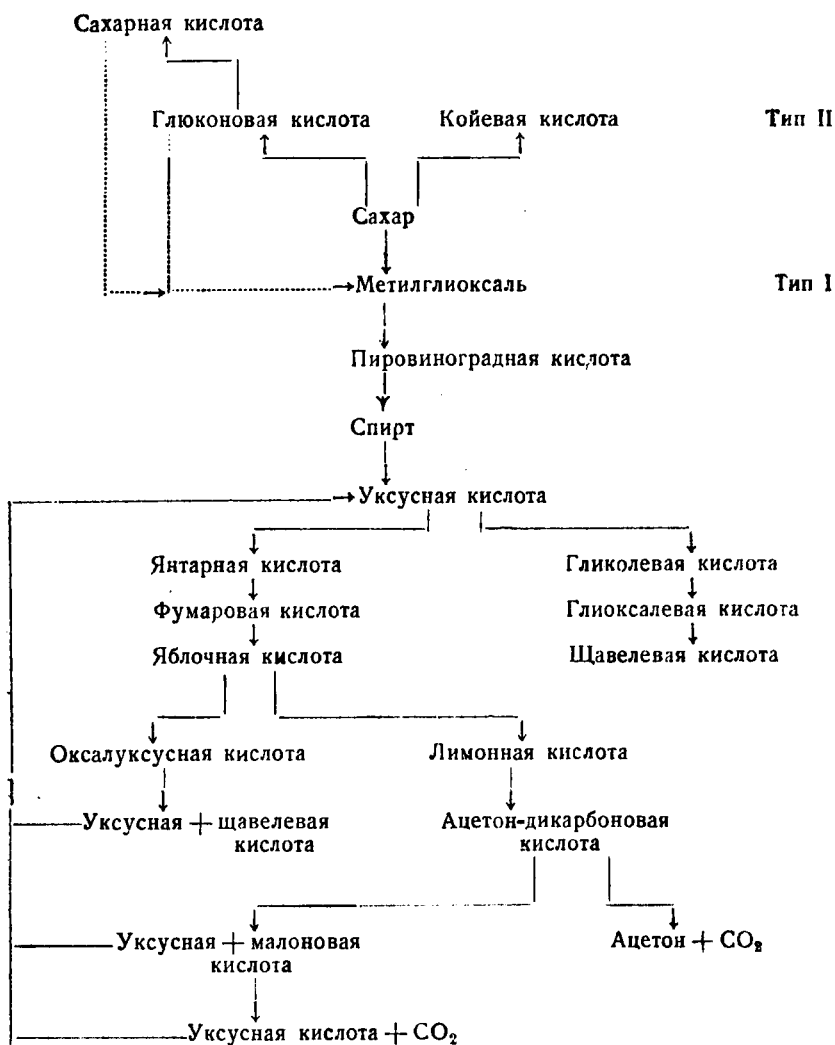 Сахарная кислота
Глюконовая кислота Койевая кислота Тип II
Сахар
Метилглиоксаль Тип I
Пировиноградная кислота
Спирт
Уксусная кислота
Янтарная кислота Гликолевая кислота
Фумаровая кислота Глиоксалевая кислота
Яблочная кислота Щавелевая кислота
Оксалуксусная кислота Лимонная кислота
Уксусная + щавелевая Ацетон-дикарбоновая
кислота кислота
Уксусная + малоновая Ацетон + CO₂
кислота
Уксусная кислота + CO₂